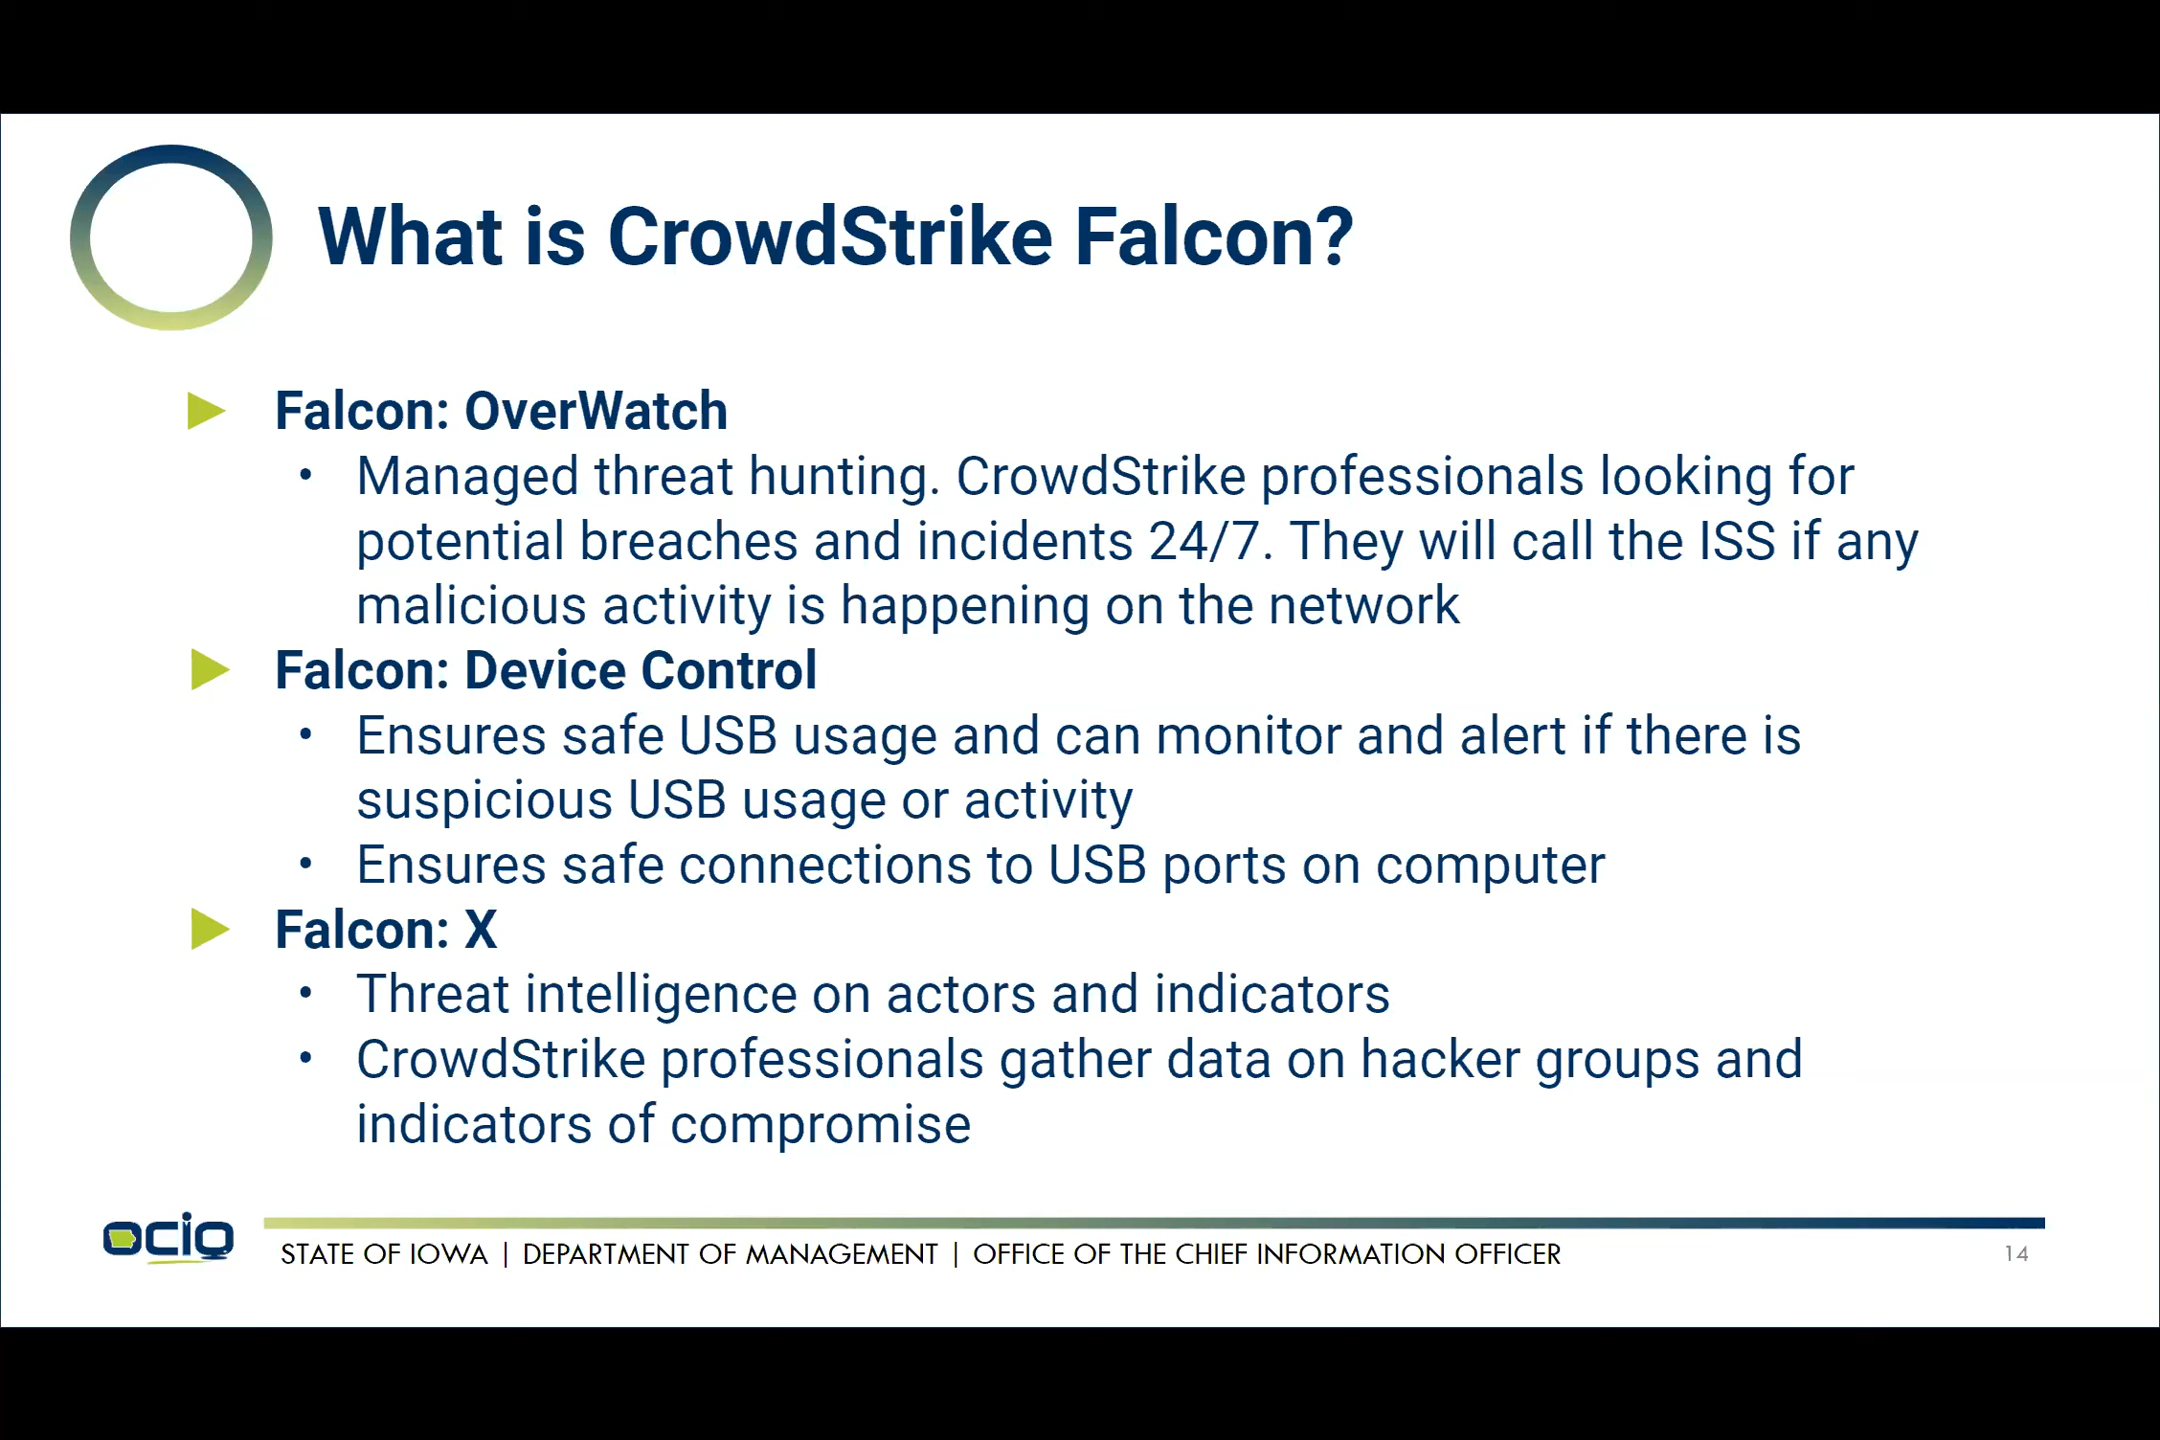 What is CrowdStrike Falcon?
Falcon: OverWatch
• Managed threat hunting. CrowdStrike professionals looking for
potential breaches and incidents 24/7. They will call the ISS if any
malicious activity is happening on the network
Falcon: Device Control
• Ensures safe USB usage and can monitor and alert if there is
suspicious USB usage or activity
• Ensures safe connections to USB ports on computer
Falcon: X
• Threat intelligence on actors and indicators
• CrowdStrike professionals gather data on hacker groups and
indicators of compromise
ocio
STATE OF IOWA | DEPARTMENT OF MANAGEMENT | OFFICE OF THE CHIEF INFORMATION OFFICER
14